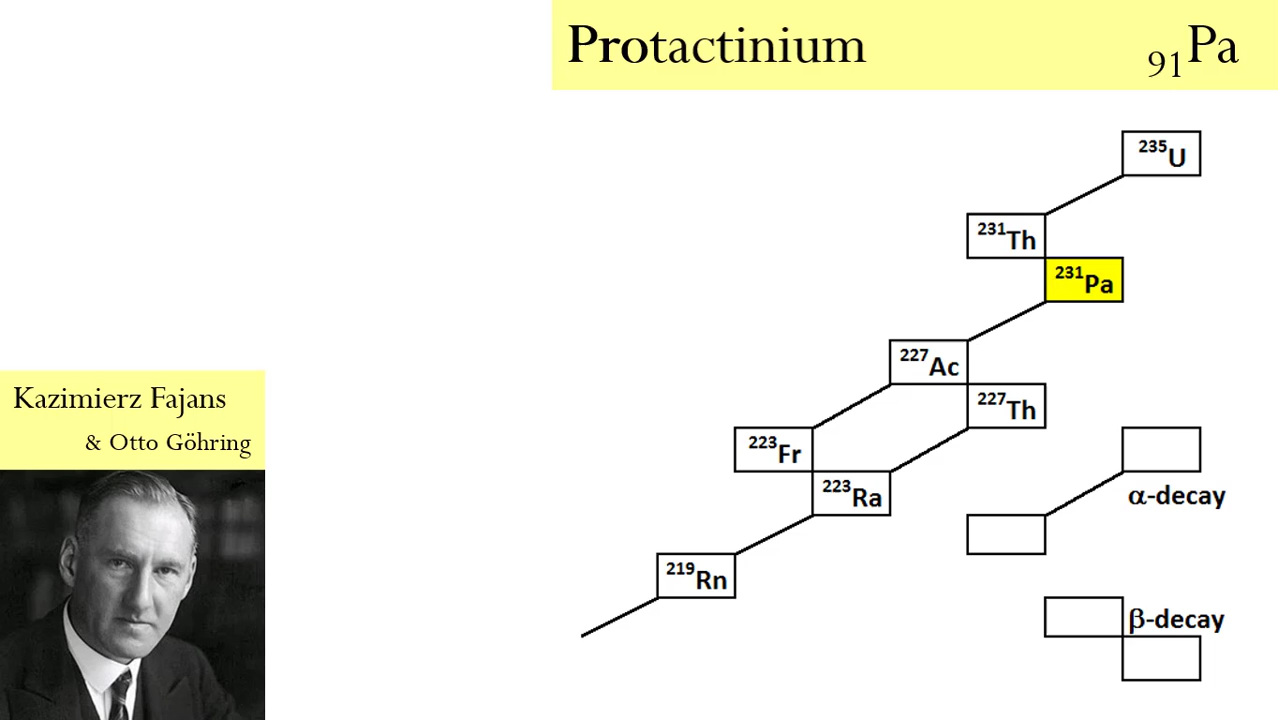 Protactinium
₉₁Pa
²³⁵U
²³¹Th
²³¹Pa
²²⁷Ac
²²⁷Th
²²³Fr
²²³Ra
²¹⁹Rn
α-decay
β-decay
Kazimierz Fajans
& Otto Göhring